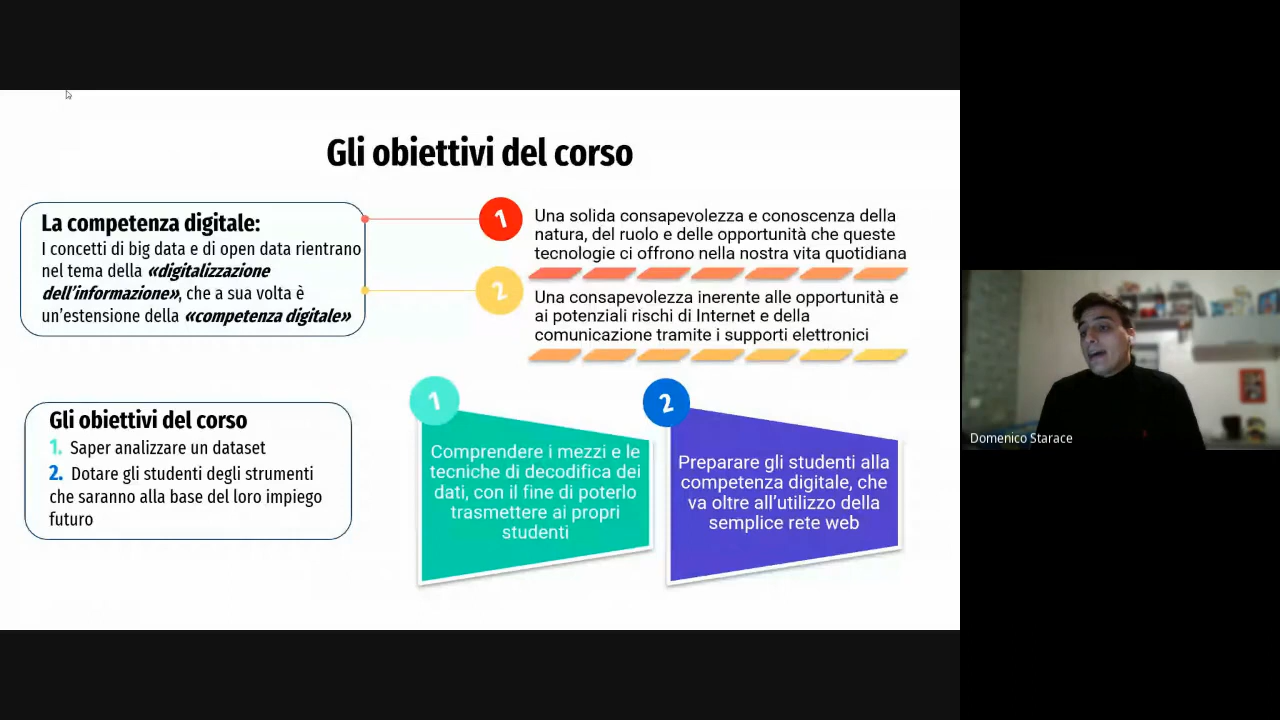 Gli obiettivi del corso
La competenza digitale:
I concetti di big data e di open data rientrano
nel tema della «digitalizzazione
dell'informazione», che a sua volta è
un'estensione della «competenza digitale»
1
Una solida consapevolezza e conoscenza della
natura, del ruolo e delle opportunità che queste
tecnologie ci offrono nella nostra vita quotidiana
2
Una consapevolezza inerente alle opportunità e
ai potenziali rischi di Internet e della
comunicazione tramite i supporti elettronici
Gli obiettivi del corso
1. Saper analizzare un dataset
2. Dotare gli studenti degli strumenti
che saranno alla base del loro impiego
futuro
1
Comprendere i mezzi e le
tecniche di decodifica dei
dati, con il fine di poterlo
trasmettere ai propri
studenti
2
Preparare gli studenti alla
competenza digitale, che
va oltre all'utilizzo della
semplice rete web
Domenico Starace